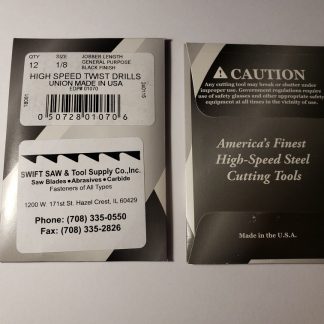 QTY SIZE JOBBER LENGTH
12 1/8 GENERAL PURPOSE
BLACK FINISH
HIGH SPEED TWIST DRILLS
UNION MADE IN USA
EDP# 01070
0 50728 01070 6
SWIFT SAW & Tool Supply Co.,Inc.
Saw Blades•Abrasives•Carbide
Fasteners of All Types
1200 W. 171st St. Hazel Crest, IL 60429
Phone: (708) 335-0550
Fax: (708) 335-2826
CAUTION
Any cutting tool may break or shatter under
improper use. Government regulations require
use of safety glasses and other appropriate safety
equipment at all times in the vicinity of use.
America's Finest
High-Speed Steel
Cutting Tools
Made in the U.S.A.